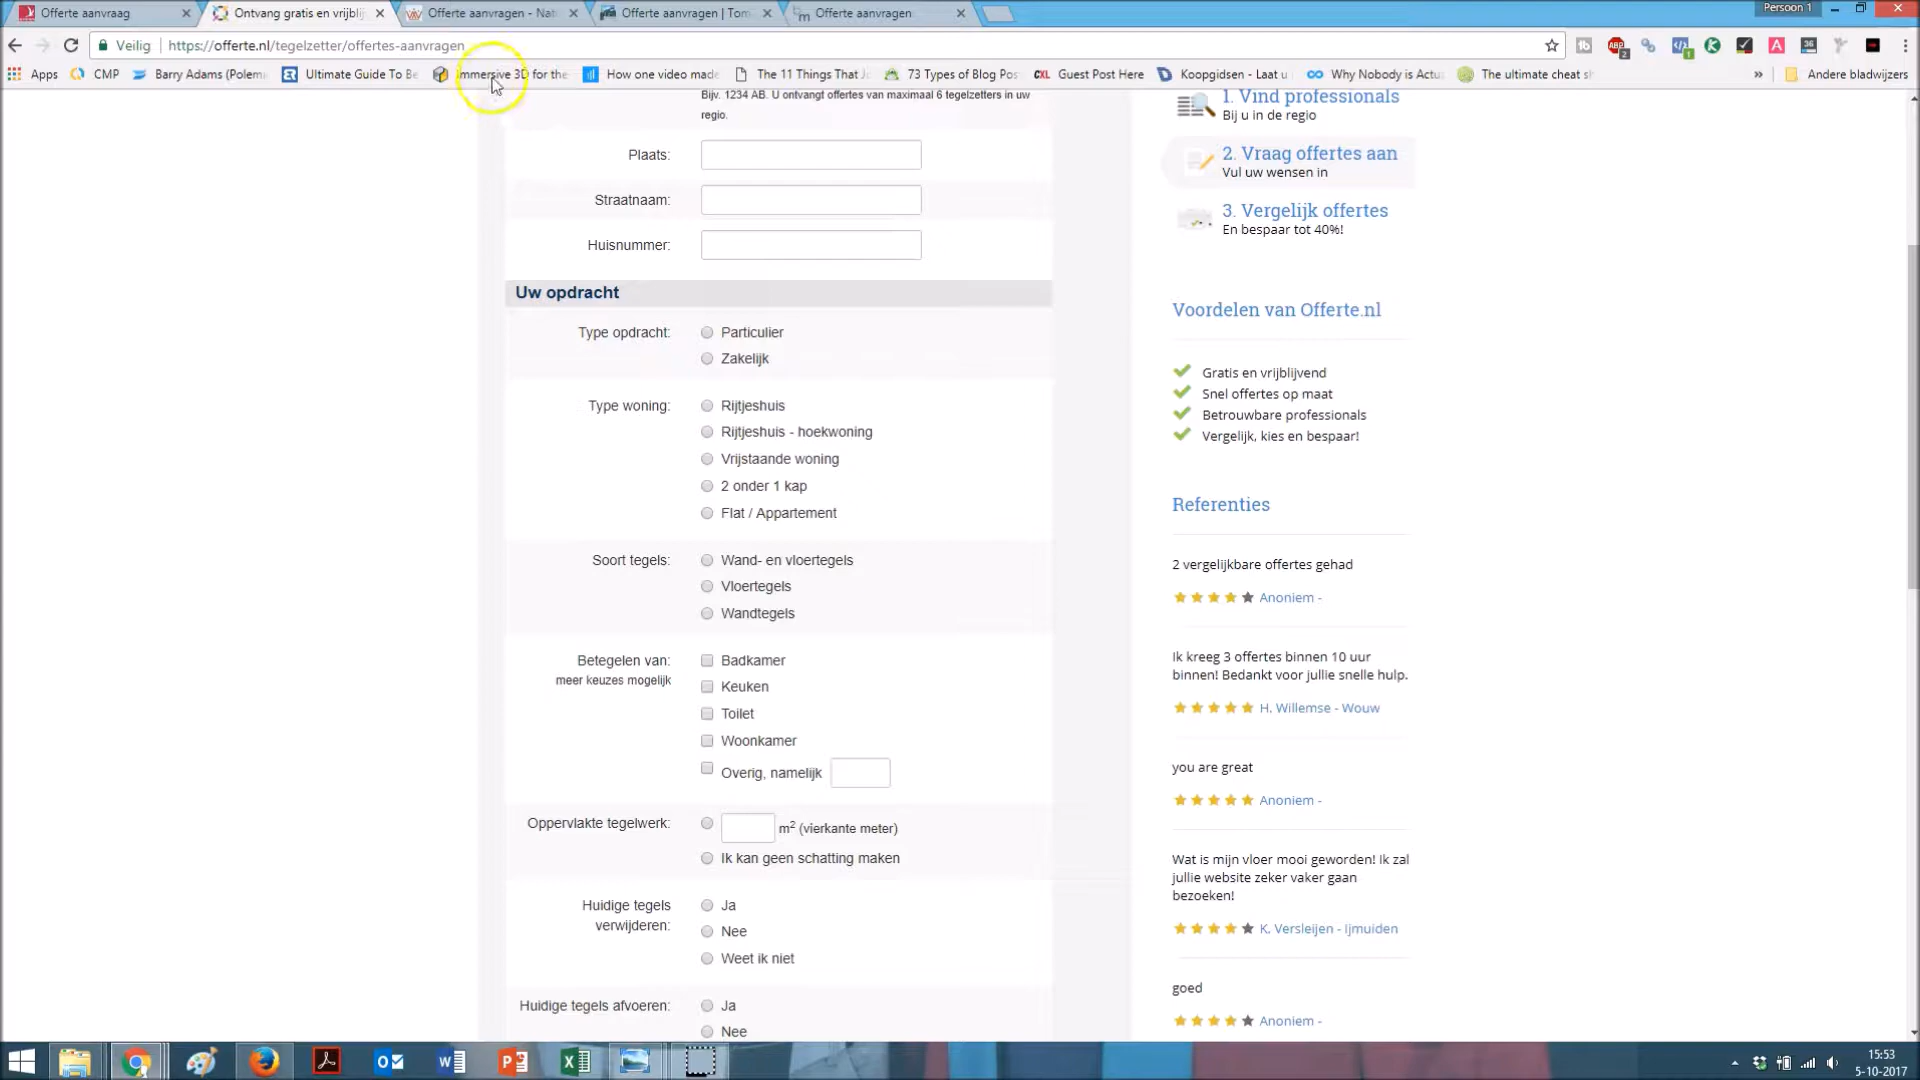 Offerte aanvraag
Ontvang gratis en vrijblij
Offerte aanvragen - Nat
Offerte aanvragen | Tom
Offerte aanvragen
Persoon 1
Veilig
https://offerte.nl/tegelzetter/offertes-aanvragen
Apps
CMP
Barry Adams (Polem
Ultimate Guide To Be
Immersive 3D for the
How one video made
The 11 Things That
73 Types of Blog Pos
Guest Post Here
Koopgidsen - Laat u
Why Nobody is Actu
The ultimate cheat s
»
Andere bladwijzers
Bijv. 1234 AB. U ontvangt offertes van maximaal 6 tegelzetters in uw
regio.
Plaats:
Straatnaam:
Huisnummer:
Uw opdracht
Type opdracht:
Particulier
Zakelijk
Type woning:
Rijtjeshuis
Rijtjeshuis - hoekwoning
Vrijstaande woning
2 onder 1 kap
Flat / Appartement
Soort tegels:
Wand- en vloertegels
Vloertegels
Wandtegels
Betegelen van:
meer keuzes mogelijk
Badkamer
Keuken
Toilet
Woonkamer
Overig, namelijk
Oppervlakte tegelwerk:
m² (vierkante meter)
Ik kan geen schatting maken
Huidige tegels
verwijderen:
Ja
Nee
Weet ik niet
Huidige tegels afvoeren:
Ja
Nee
1. Vind professionals
Bij u in de regio
2. Vraag offertes aan
Vul uw wensen in
3. Vergelijk offertes
En bespaar tot 40%!
Voordelen van Offerte.nl
Gratis en vrijblijvend
Snel offertes op maat
Betrouwbare professionals
Vergelijk, kies en bespaar!
Referenties
2 vergelijkbare offertes gehad
Anoniem -
Ik kreeg 3 offertes binnen 10 uur
binnen! Bedankt voor jullie snelle hulp.
H. Willemse - Wouw
you are great
Anoniem -
Wat is mijn vloer mooi geworden! Ik zal
jullie website zeker vaker gaan
bezoeken!
K. Versleijen - Ijmuiden
goed
Anoniem -
15:53
5-10-2017